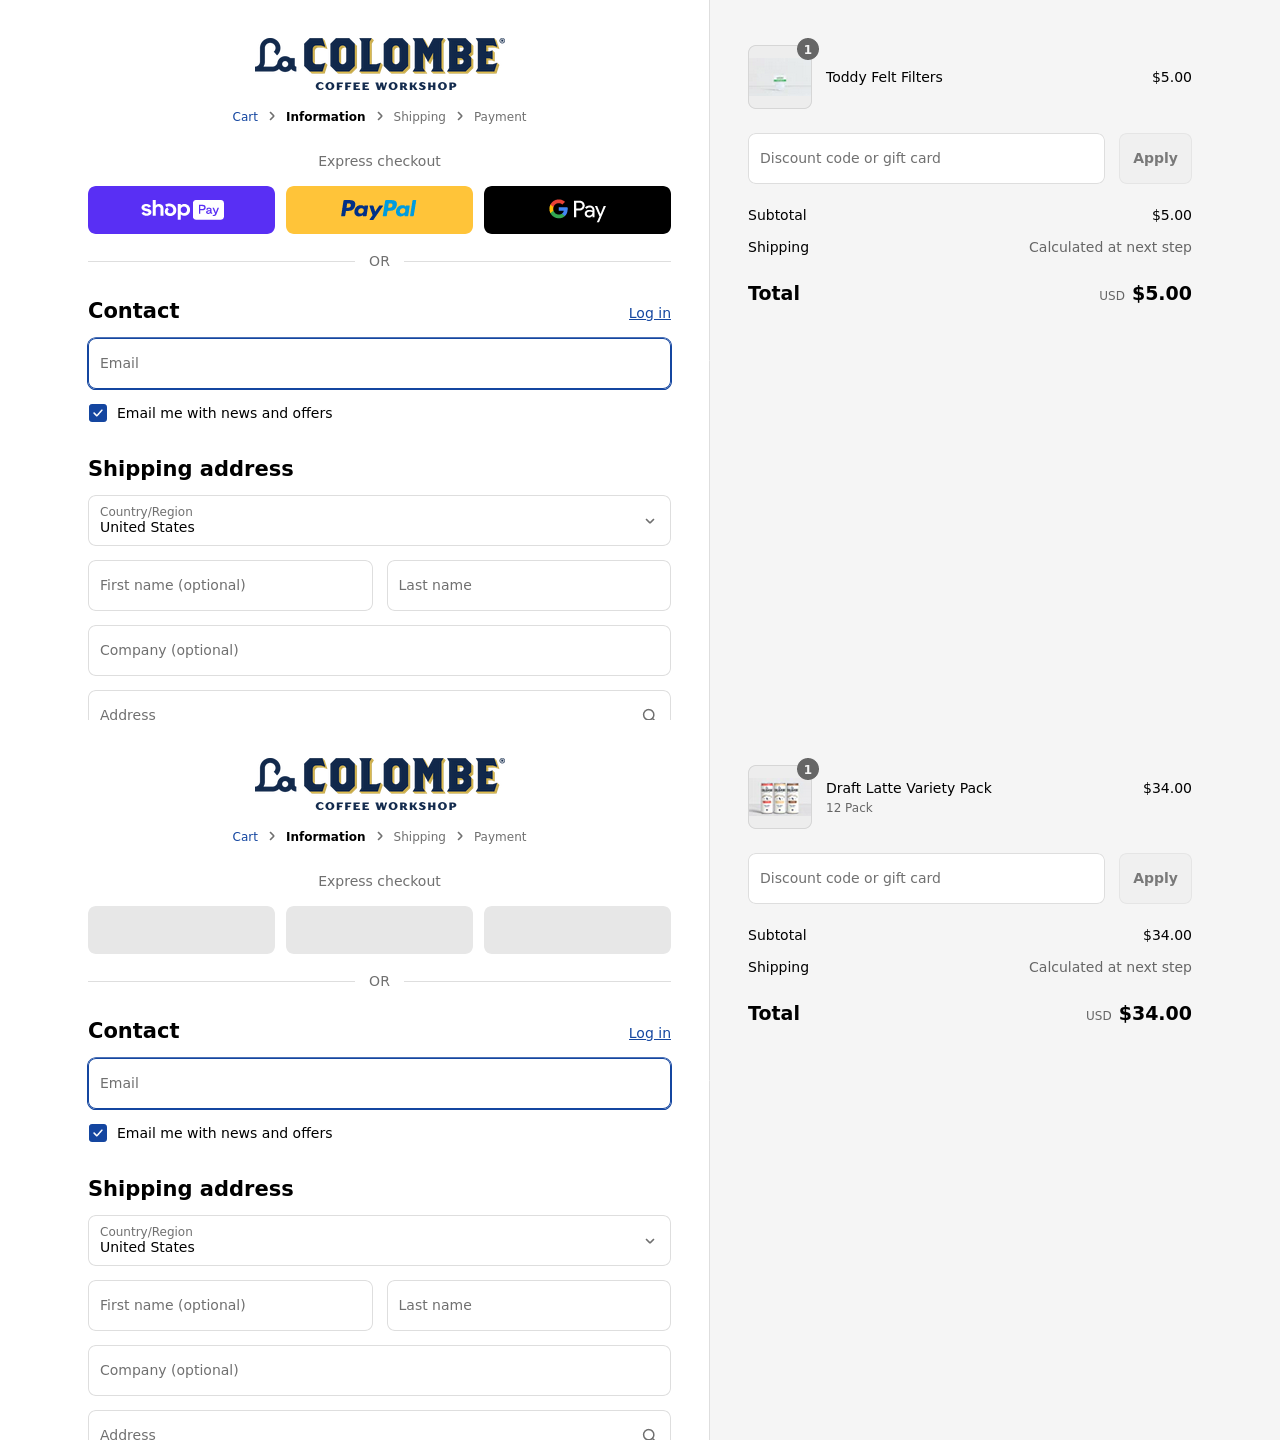 La COLOMBE®
COFFEE WORKSHOP
Cart > Information > Shipping > Payment
Express checkout
shop Pay
PayPal
G Pay
OR
Contact
Log in
Email
Email me with news and offers
Shipping address
Country/Region
United States
First name (optional)
Last name
Company (optional)
Address
1
Toddy Felt Filters
$5.00
Discount code or gift card
Apply
Subtotal
$5.00
Shipping
Calculated at next step
Total
USD $5.00
La COLOMBE®
COFFEE WORKSHOP
Cart > Information > Shipping > Payment
Express checkout
OR
Contact
Log in
Email
Email me with news and offers
Shipping address
Country/Region
United States
First name (optional)
Last name
Company (optional)
Address
1
Draft Latte Variety Pack
$34.00
12 Pack
Discount code or gift card
Apply
Subtotal
$34.00
Shipping
Calculated at next step
Total
USD $34.00